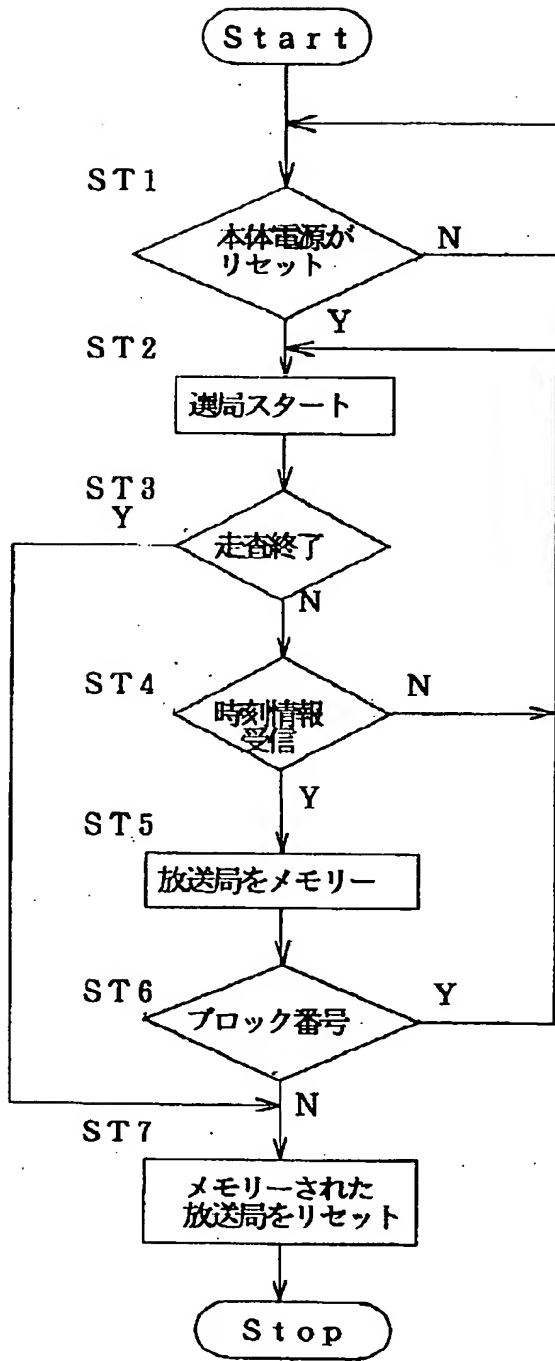 Start
ST1
本体電源が
リセット
N
Y
ST2
選局スタート
ST3
Y
走査終了
N
ST4
時刻情報
受信
N
Y
ST5
放送局をメモリー
ST6
ブロック番号
Y
N
ST7
メモリーされた
放送局をリセット
Stop